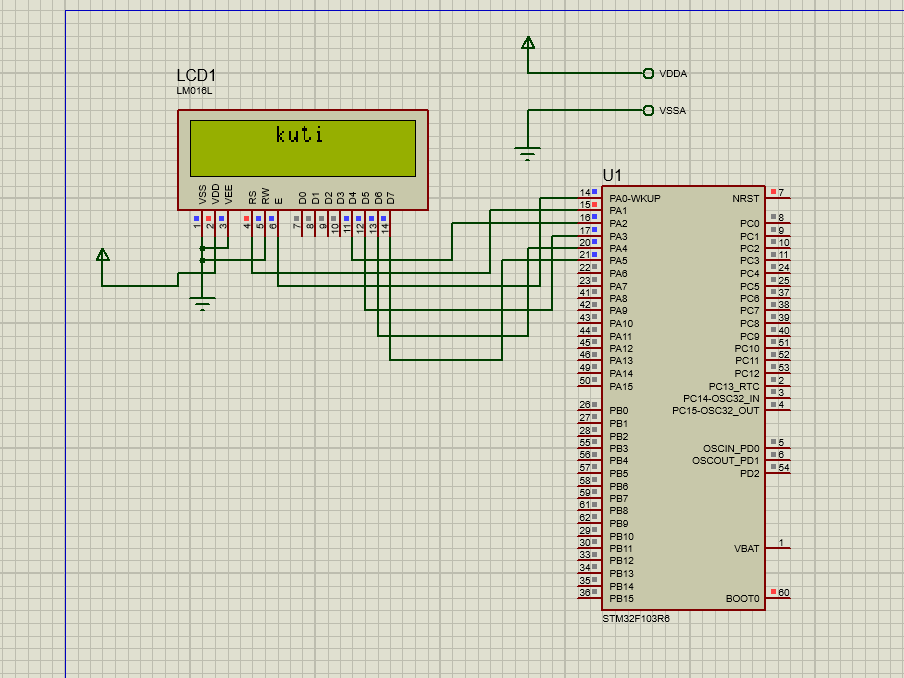 LCD1
LM016L
kuti
VSS
VDD
VEE
RS
RW
E
D0
D1
D2
D3
D4
D5
D6
D7
1
2
3
4
5
6
7
8
9
10
11
12
13
14
VDDA
VSSA
U1
14 PA0-WKUP NRST 7
15 PA1
16 PA2 PC0 8
17 PA3 PC1 9
20 PA4 PC2 10
21 PA5 PC3 11
22 PA6 PC4 24
23 PA7 PC5 25
41 PA8 PC6 37
42 PA9 PC7 38
43 PA10 PC8 39
44 PA11 PC9 40
45 PA12 PC10 51
46 PA13 PC11 52
49 PA14 PC12 53
50 PA15 PC13_RTC 2
PC14-OSC32_IN 3
26 PB0 PC15-OSC32_OUT 4
27 PB1
28 PB2
55 PB3 OSCIN_PD0 5
56 PB4 OSCOUT_PD1 6
57 PB5 PD2 54
58 PB6
59 PB7
61 PB8
62 PB9
29 PB10
30 PB11 VBAT 1
33 PB12
34 PB13
35 PB14
36 PB15 BOOT0 60
STM32F103R6